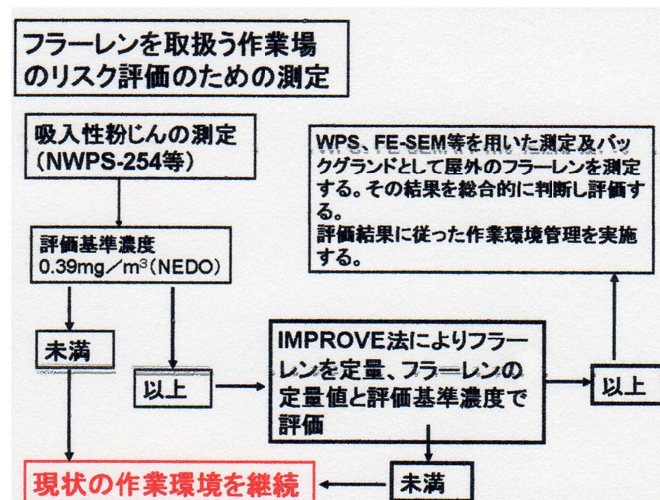 フラーレンを取扱う作業場
のリスク評価のための測定
吸入性粉じんの測定
（NWPS-254等）
評価基準濃度
0.39mg／m³（NEDO）
未満
以上
IMPROVE法によりフラー
レンを定量、フラーレンの
定量値と評価基準濃度で
評価
以上
未満
現状の作業環境を継続
WPS、FE-SEM等を用いた測定及バッ
クグランドとして屋外のフラーレンを測定
する。その結果を総合的に判断し評価す
る。
評価結果に従った作業環境管理を実施
する。